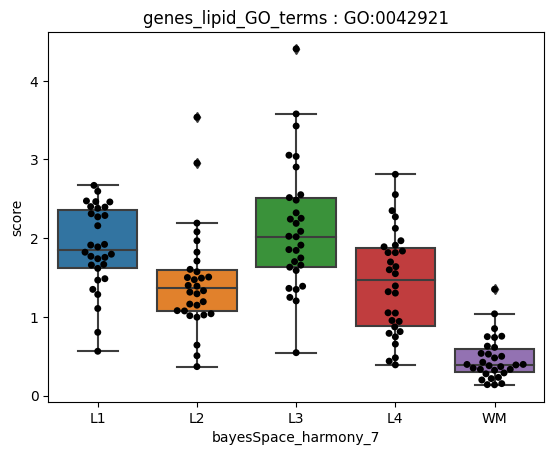 genes_lipid_GO_terms : GO:0042921
score
4
3
2
1
0
L1 L2 L3 L4 WM
bayesSpace_harmony_7